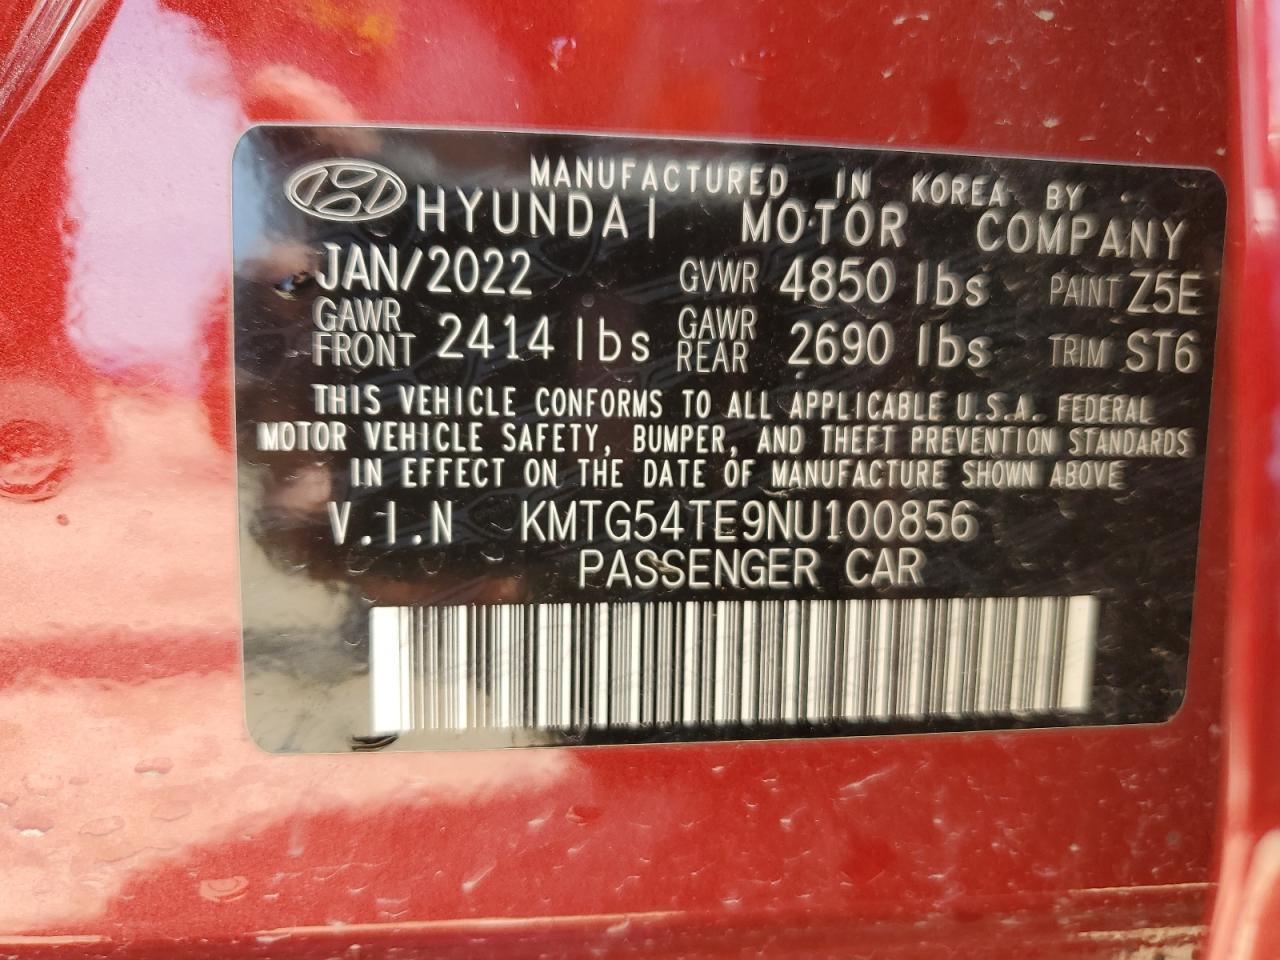 MANUFACTURED IN KOREA BY
HYUNDAI MOTOR COMPANY
JAN/2022 GVWR 4850 lbs PAINT Z5E
GAWR FRONT 2414 lbs GAWR REAR 2690 lbs TRIM ST6
THIS VEHICLE CONFORMS TO ALL APPLICABLE U.S.A. FEDERAL
MOTOR VEHICLE SAFETY, BUMPER, AND THEFT PREVENTION STANDARDS
IN EFFECT ON THE DATE OF MANUFACTURE SHOWN ABOVE
V.I.N KMTG54TE9NU100856
PASSENGER CAR